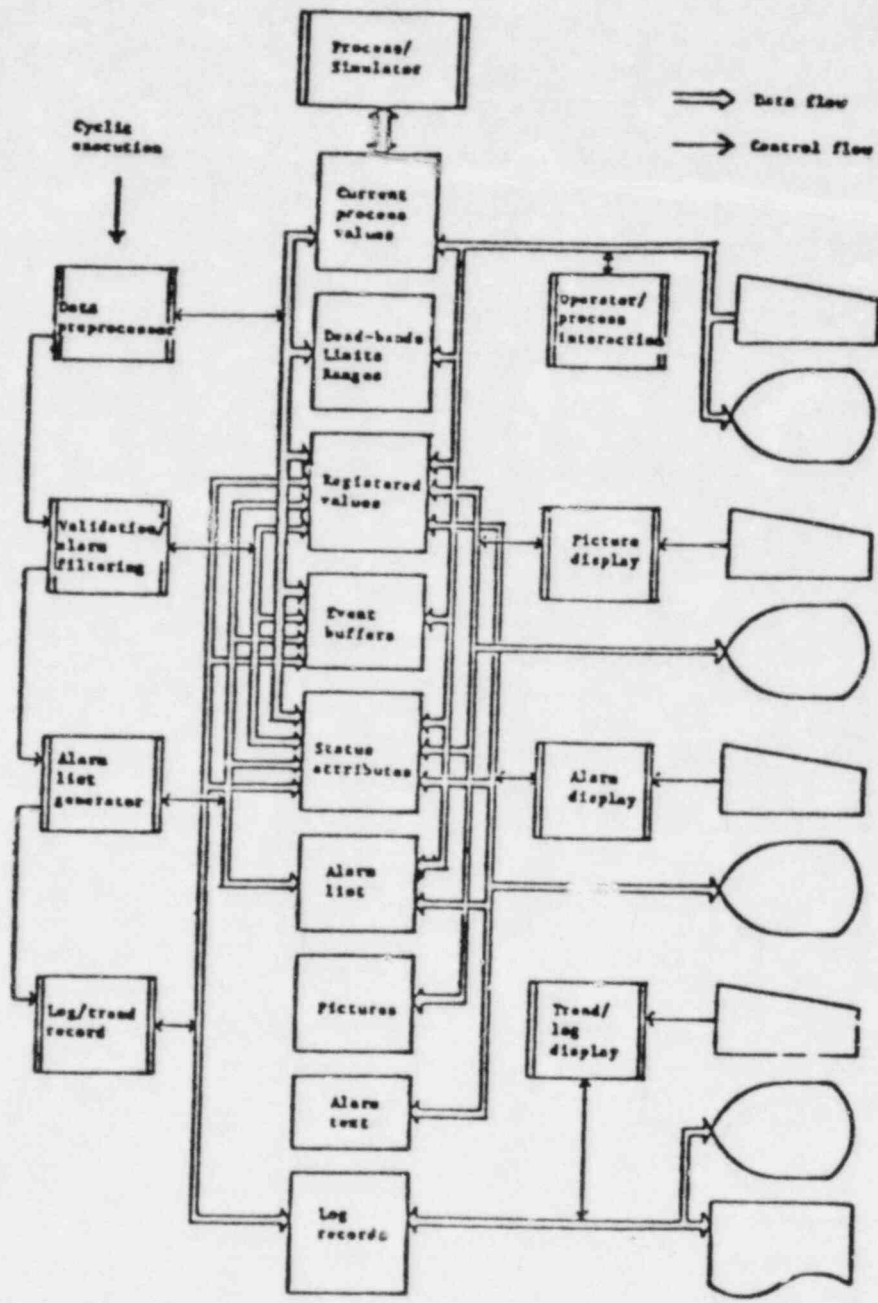 Process/
Simulator
Data flow
Control flow
Cyclic
execution
Current
process
values
Data
preprocessor
Operator/
process
interaction
Dead-bands
Limits
Ranges
Registered
values
Validation/
alarm
filtering
Picture
display
Event
buffers
Status
attributes
Alarm
list
generator
Alarm
display
Alarm
list
Log/trend
record
Pictures
Trend/
log
display
Alarm
text
Log
records